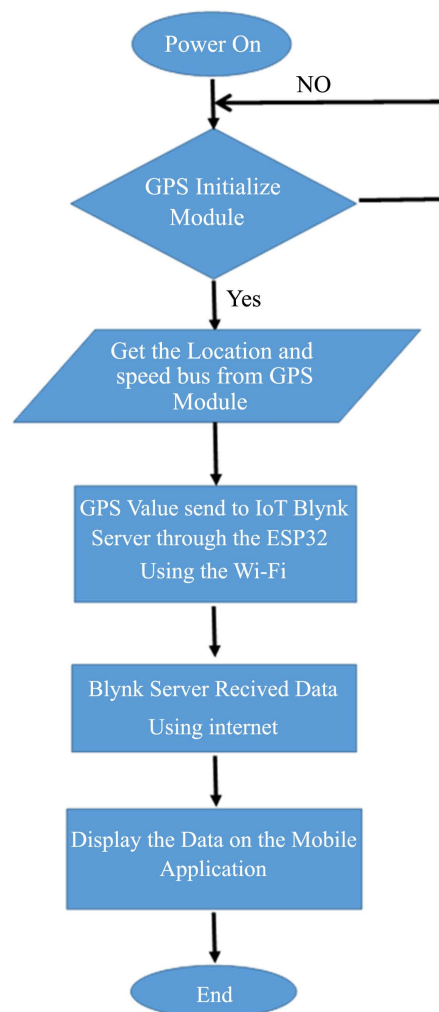 Power On
NO
GPS Initialize
Module
Yes
Get the Location and
speed bus from GPS
Module
GPS Value send to IoT Blynk
Server through the ESP32
Using the Wi-Fi
Blynk Server Recived Data
Using internet
Display the Data on the Mobile
Application
End